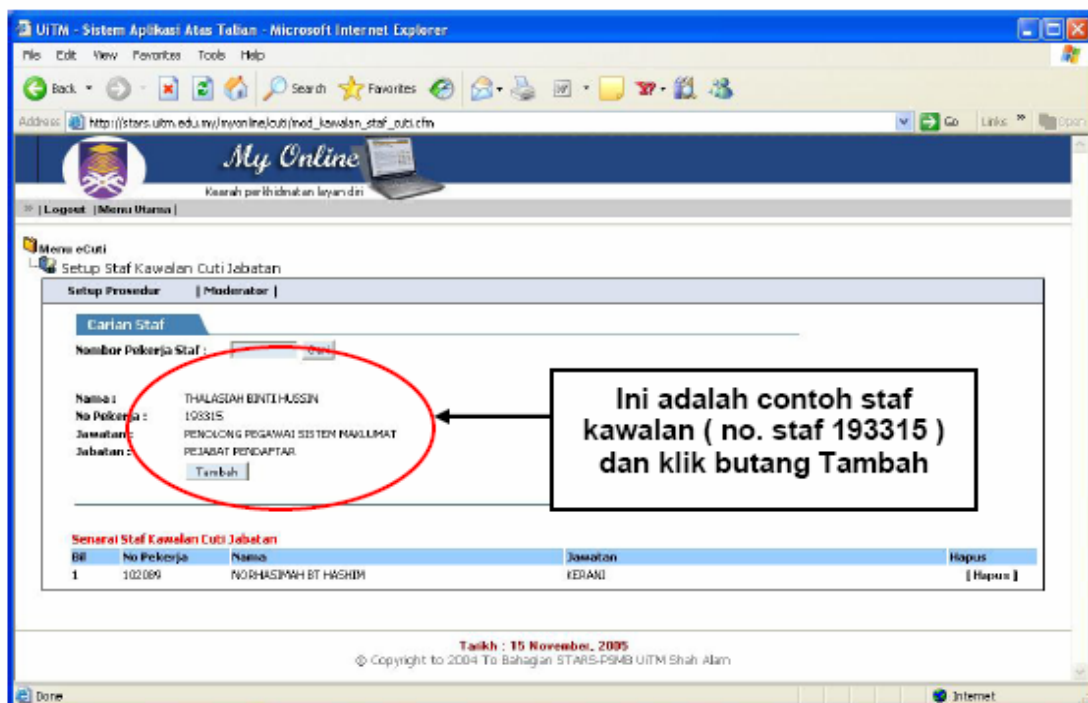 UiTM - Sistem Aplikasi Atas Talian - Microsoft Internet Explorer
File Edit View Favorites Tools Help
Back Search Favorites
Address http://stars.uitm.edu.my/myonline/cuti/mod_kawalan_staf_cuti.cfm Go Links
My Online
Kearah perkhidmatan layan diri
» | Logout | Menu Utama |
Menu eCuti
Setup Staf Kawalan Cuti Jabatan
Setup Prosedur | Moderator |
Carian Staf
Nombor Pekerja Staf : Cari
Nama : THALASIAH BINTI HUSSIN
No Pekerja : 193315
Jawatan : PENOLONG PEGAWAI SISTEM MAKLUMAT
Jabatan : PEJABAT PENDAFTAR
Tambah
Ini adalah contoh staf
kawalan ( no. staf 193315 )
dan klik butang Tambah
Senarai Staf Kawalan Cuti Jabatan
Bil No Pekerja Nama Jawatan Hapus
1 102089 NORHASIMAH BT HASHIM KERANI [ Hapus ]
Tarikh : 15 November, 2005
© Copyright to 2004 To Bahagian STARS-PSMB UiTM Shah Alam
Done Internet